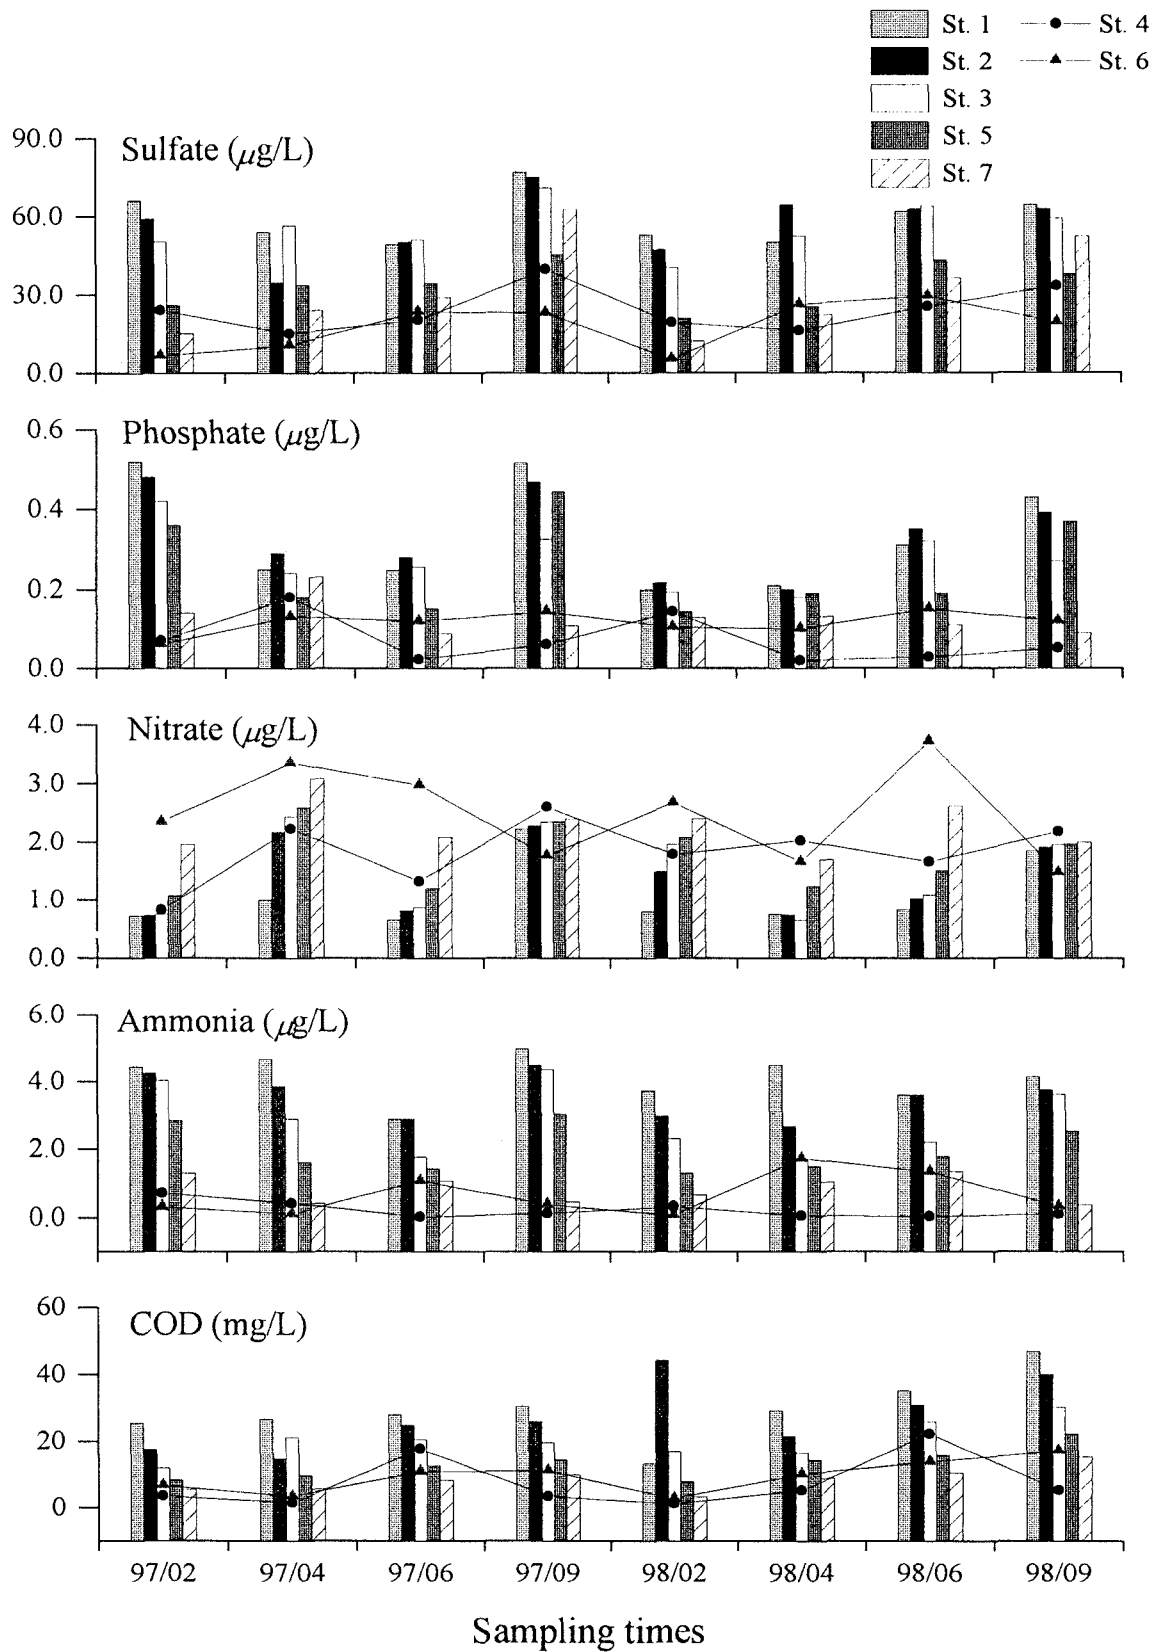 St. 1 St. 4
St. 2 St. 6
St. 3
St. 5
St. 7
Sulfate (μg/L)
90.0
60.0
30.0
0.0
Phosphate (μg/L)
0.6
0.4
0.2
0.0
Nitrate (μg/L)
4.0
3.0
2.0
1.0
0.0
Ammonia (μg/L)
6.0
4.0
2.0
0.0
COD (mg/L)
60
40
20
0
97/02 97/04 97/06 97/09 98/02 98/04 98/06 98/09
Sampling times